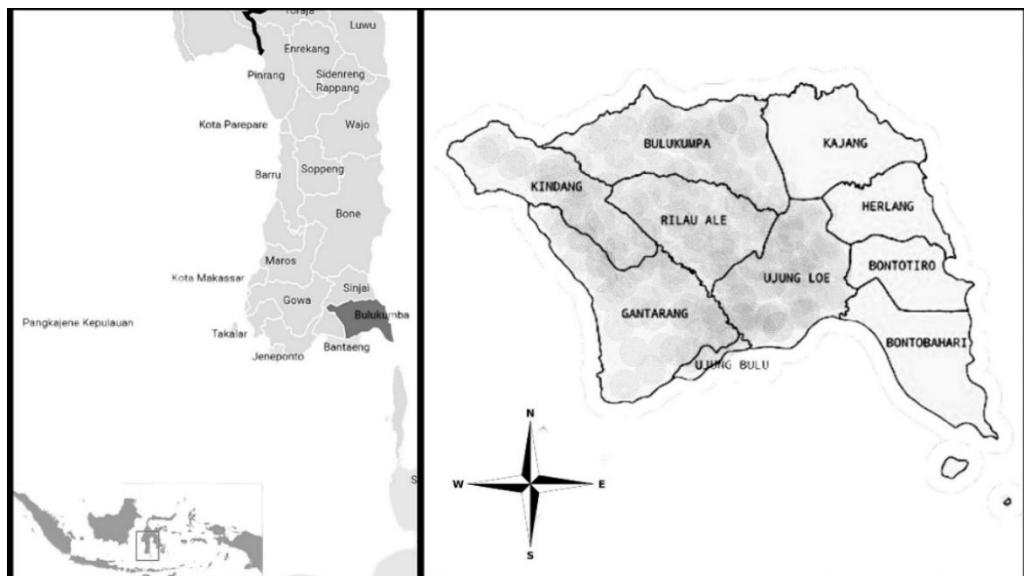 Toraja
Luwu
Enrekang
Pinrang
Sidenreng
Rappang
Kota Parepare
Wajo
Soppeng
Barru
Bone
Maros
Kota Makassar
Sinjai
Gowa
Bulukumba
Pangkajene Kepulauan
Takalar
Bantaeng
Jeneponto
S
BULUKUMPA
KAJANG
KINDANG
HERLANG
RILAU ALE
BONTOTIRO
UJUNG LOE
GANTARANG
BONTOBAHARI
UJUNG BULU
N
W
E
S